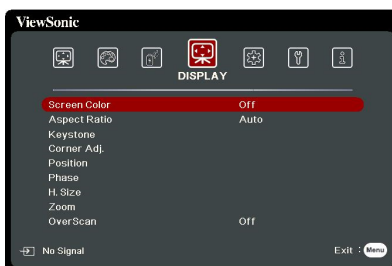 ViewSonic
DISPLAY
Screen Color Off
Aspect Ratio Auto
Keystone
Corner Adj.
Position
Phase
H. Size
Zoom
OverScan Off
No Signal Exit : Menu